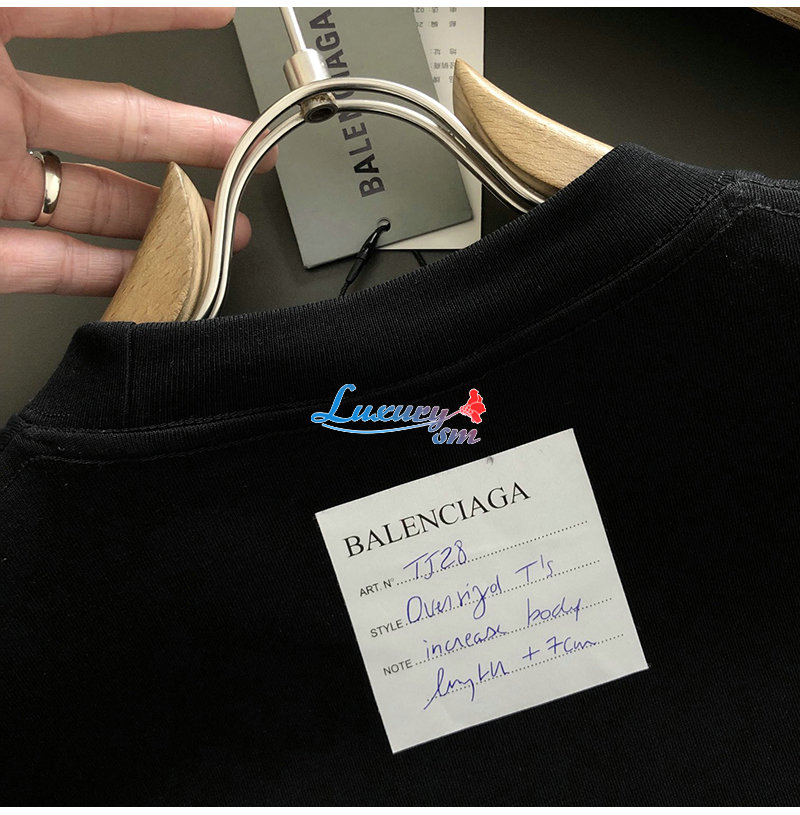 BALENCIAGA
Luxury
sm
BALENCIAGA
ART. N° TJ28
STYLE Oversized T's
NOTE increase body
length + 7cm